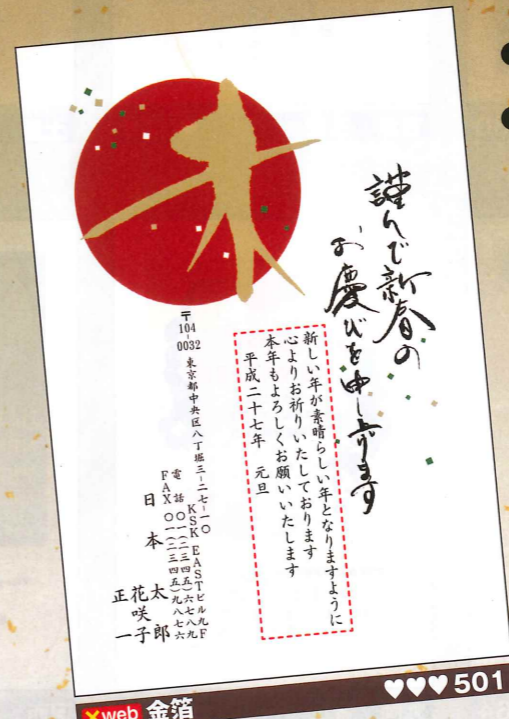 未
謹んで新春の
お慶びを申し上げます
新しい年が素晴らしい年となりますように
心よりお祈りいたしております
本年もよろしくお願いいたします
平成二十七年 元旦
〒104-0032 東京都中央区八丁堀三-二七-一〇
KSK EASTビル九F
電話 〇一(二三四五)六七八九
FAX 〇一(二三四五)九八七六
日本 太郎
花咲子
正一
×web 金箔
♥♥♥ 501